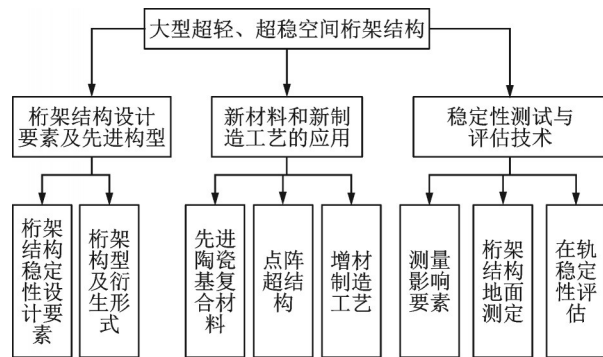 大型超轻、超稳空间桁架结构
桁架结构设计
要素及先进构型
新材料和新制
造工艺的应用
稳定性测试与
评估技术
桁架
结构
稳定
性设
计要
素
桁架
构型
及衍
生形
式
先进
陶瓷
基复
合材
料
点阵
超结
构
增材
制造
工艺
测量
影响
要素
桁架
结构
地面
测定
在轨
稳定
性评
估